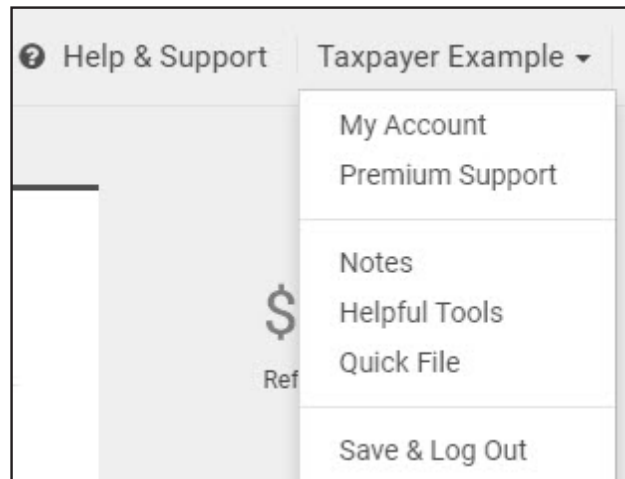 Help & Support
Taxpayer Example
My Account
Premium Support
Notes
Helpful Tools
Quick File
Save & Log Out
$
Ref